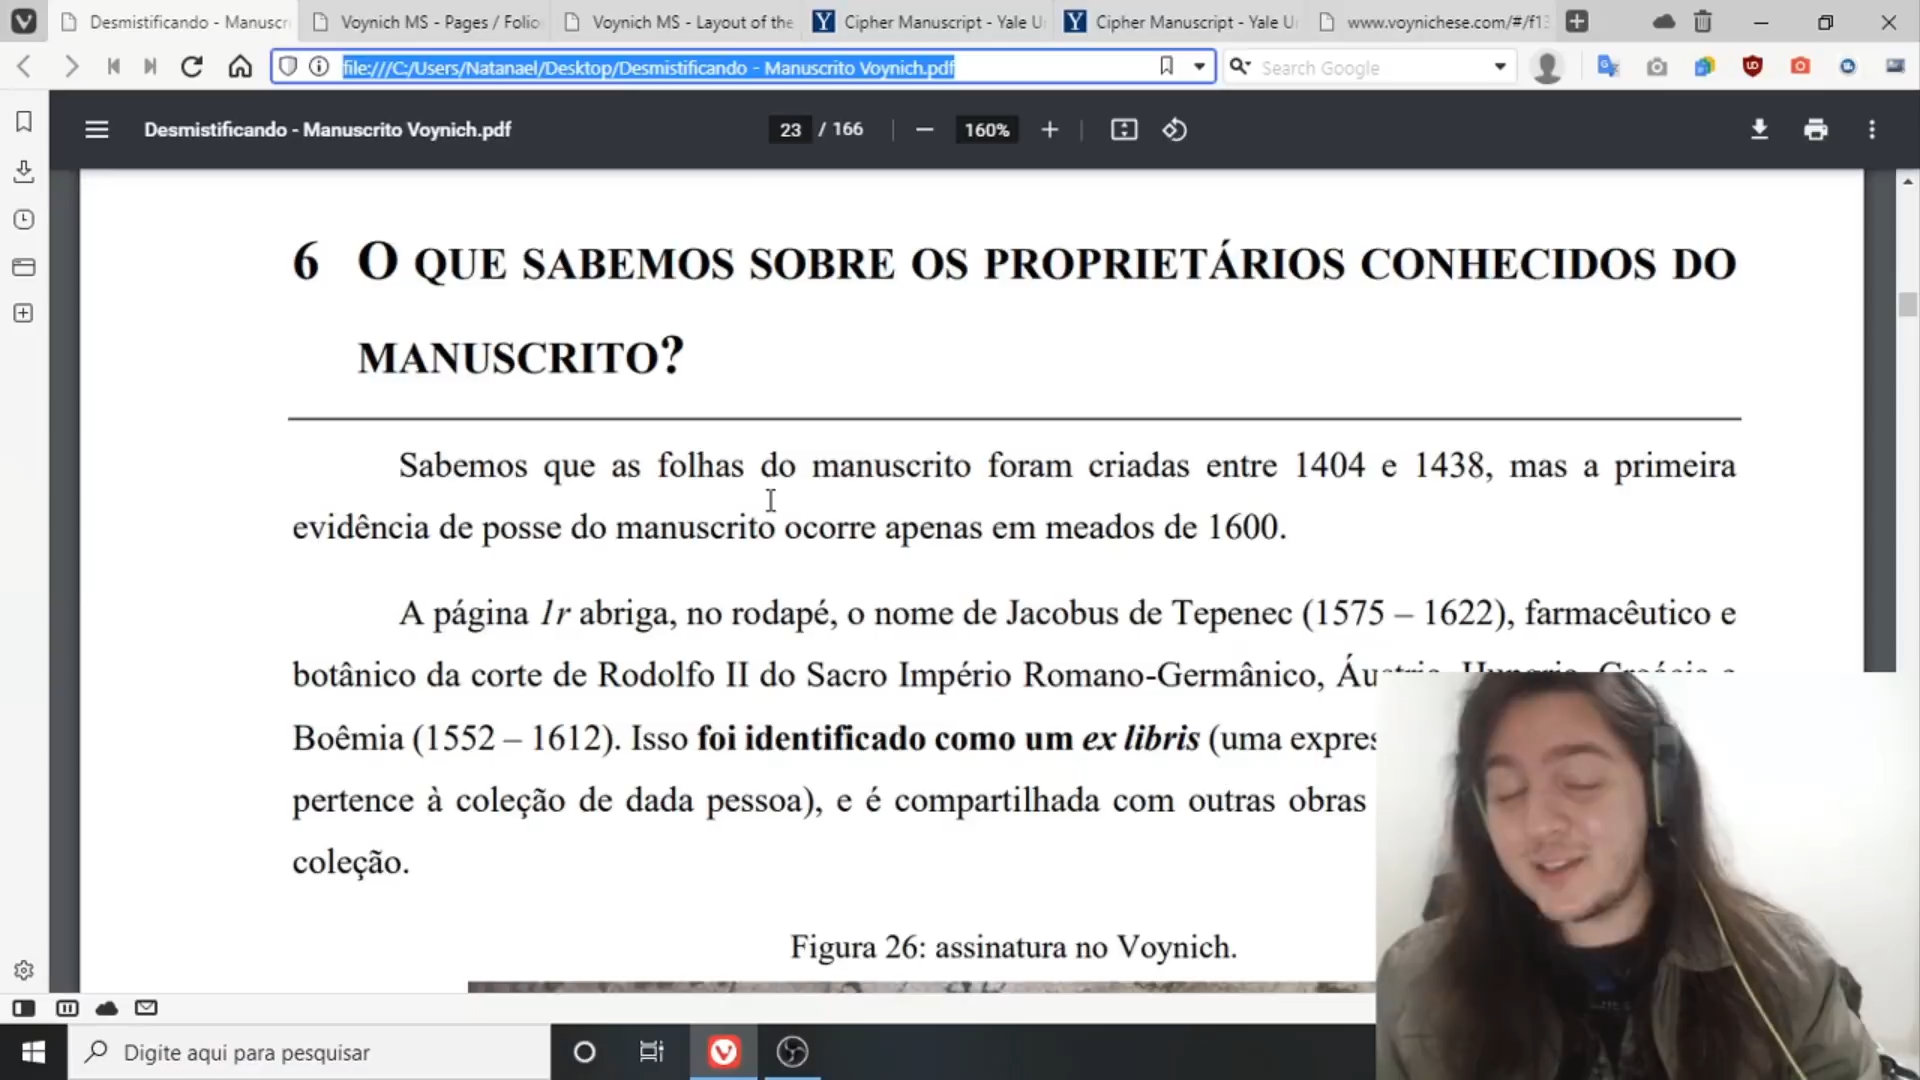 Desmistificando - Manuscri
Voynich MS - Pages / Folio
Voynich MS - Layout of the
Cipher Manuscript - Yale U
Cipher Manuscript - Yale U
www.voynichese.com/#/f1
file:///C:/Users/Natanael/Desktop/Desmistificando - Manuscrito Voynich.pdf
Search Google
Desmistificando - Manuscrito Voynich.pdf
23 / 166
160%
6 O QUE SABEMOS SOBRE OS PROPRIETÁRIOS CONHECIDOS DO
MANUSCRITO?
Sabemos que as folhas do manuscrito foram criadas entre 1404 e 1438, mas a primeira
evidência de posse do manuscrito ocorre apenas em meados de 1600.
A página 1r abriga, no rodapé, o nome de Jacobus de Tepenec (1575 – 1622), farmacêutico e
botânico da corte de Rodolfo II do Sacro Império Romano-Germânico, Áustria, Hungria, Croácia e
Boêmia (1552 – 1612). Isso foi identificado como um ex libris (uma expres
pertence à coleção de dada pessoa), e é compartilhada com outras obras
coleção.
Figura 26: assinatura no Voynich.
Digite aqui para pesquisar